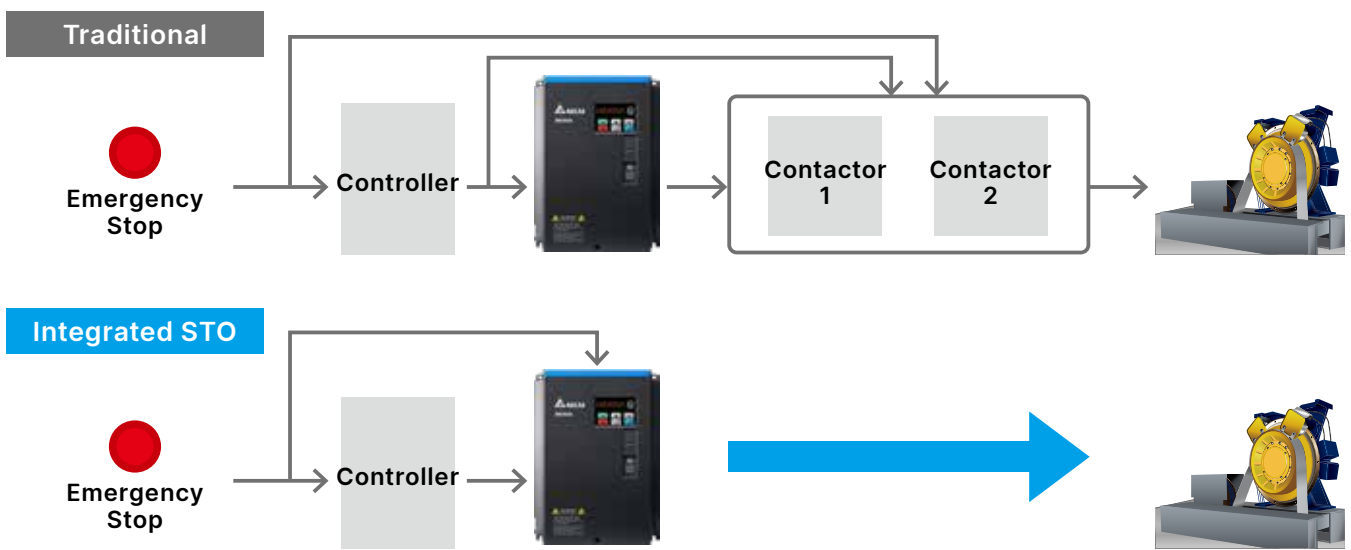 Traditional
Emergency
Stop
Controller
Contactor
1
Contactor
2
Integrated STO
Emergency
Stop
Controller